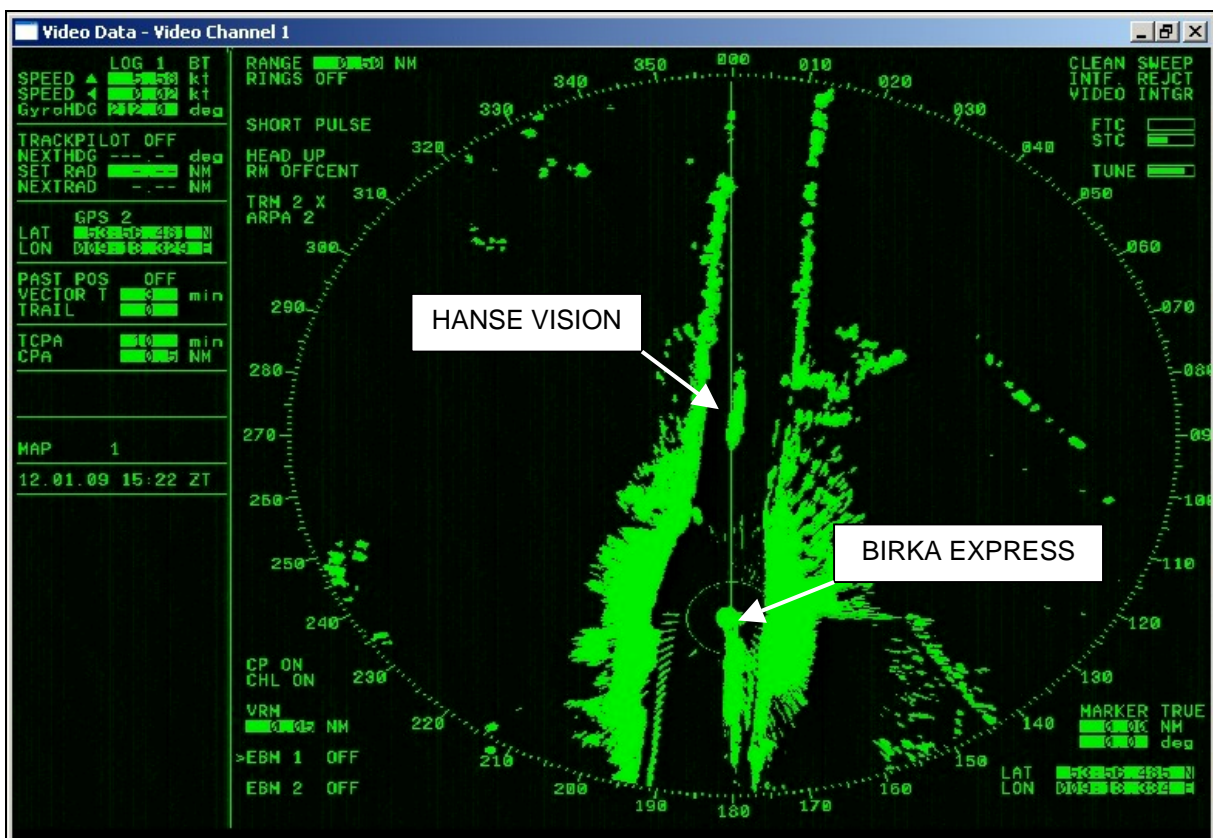 Video Data - Video Channel 1
LOG 1 BT
SPEED ▲ 5.58 kt
SPEED ◄ 0.02 kt
GyroHDG 212.0 deg
TRACKPILOT OFF
NEXTHDG ---.- deg
SET RAD -.-- NM
NEXTRAD -.-- NM
GPS 2
LAT 53:56.481 N
LON 009:18.329 E
PAST POS OFF
VECTOR T 3 min
TRAIL 0
TCPA 10 min
CPA 0.5 NM
MAP 1
12.01.09 15:22 ZT
RANGE 0.50 NM
RINGS OFF
SHORT PULSE
HEAD UP
RM OFFCENT
TRM 2 X
ARPA 2
CLEAN SWEEP
INTF. REJCT
VIDEO INTGR
FTC
STC
TUNE
000
010
020
030
040
050
060
070
080
09
100
110
120
130
140
150
160
170
180
190
200
210
220
230
240
250
260
270
280
290
300
310
320
330
340
350
HANSE VISION
BIRKA EXPRESS
CP ON
CHL ON
VRM
0.05 NM
>EBM 1 OFF
EBM 2 OFF
MARKER TRUE
0.00 NM
0.0 deg
LAT 53:56.485 N
LON 009:18.334 E